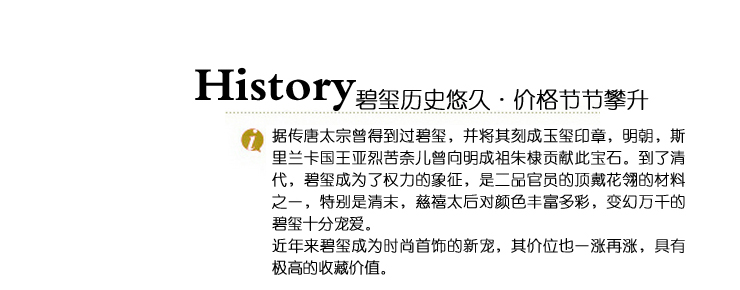 History碧玺历史悠久·价格节节攀升
据传唐太宗曾得到过碧玺，并将其刻成玉玺印章，明朝，斯
里兰卡国王亚烈苦奈儿曾向明成祖朱棣贡献此宝石。到了清
代，碧玺成为了权力的象征，是二品官员的顶戴花翎的材料
之一，特别是清末，慈禧太后对颜色丰富多彩，变幻万千的
碧玺十分宠爱。
近年来碧玺成为时尚首饰的新宠，其价位也一涨再涨，具有
极高的收藏价值。